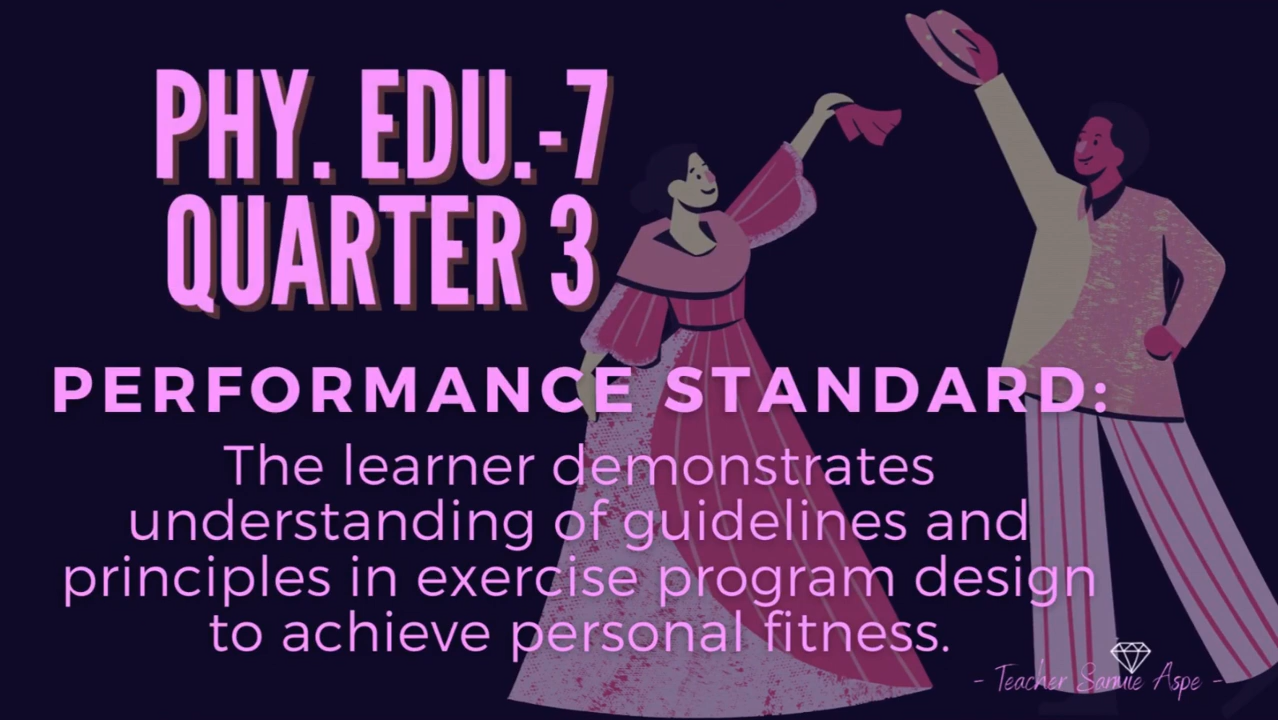 PHY. EDU.-7
QUARTER 3
PERFORMANCE STANDARD:
The learner demonstrates
understanding of guidelines and
principles in exercise program design
to achieve personal fitness.
- Teacher Aspe -